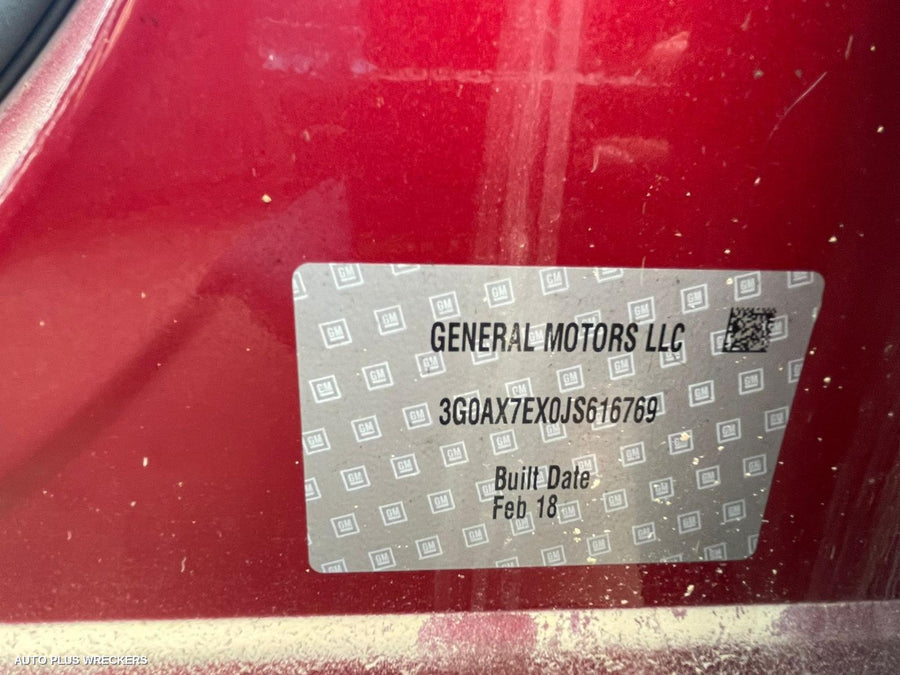 GENERAL MOTORS LLC
3G0AX7EX0JS616769
Built Date
Feb 18
AUTO PLUS WRECKERS